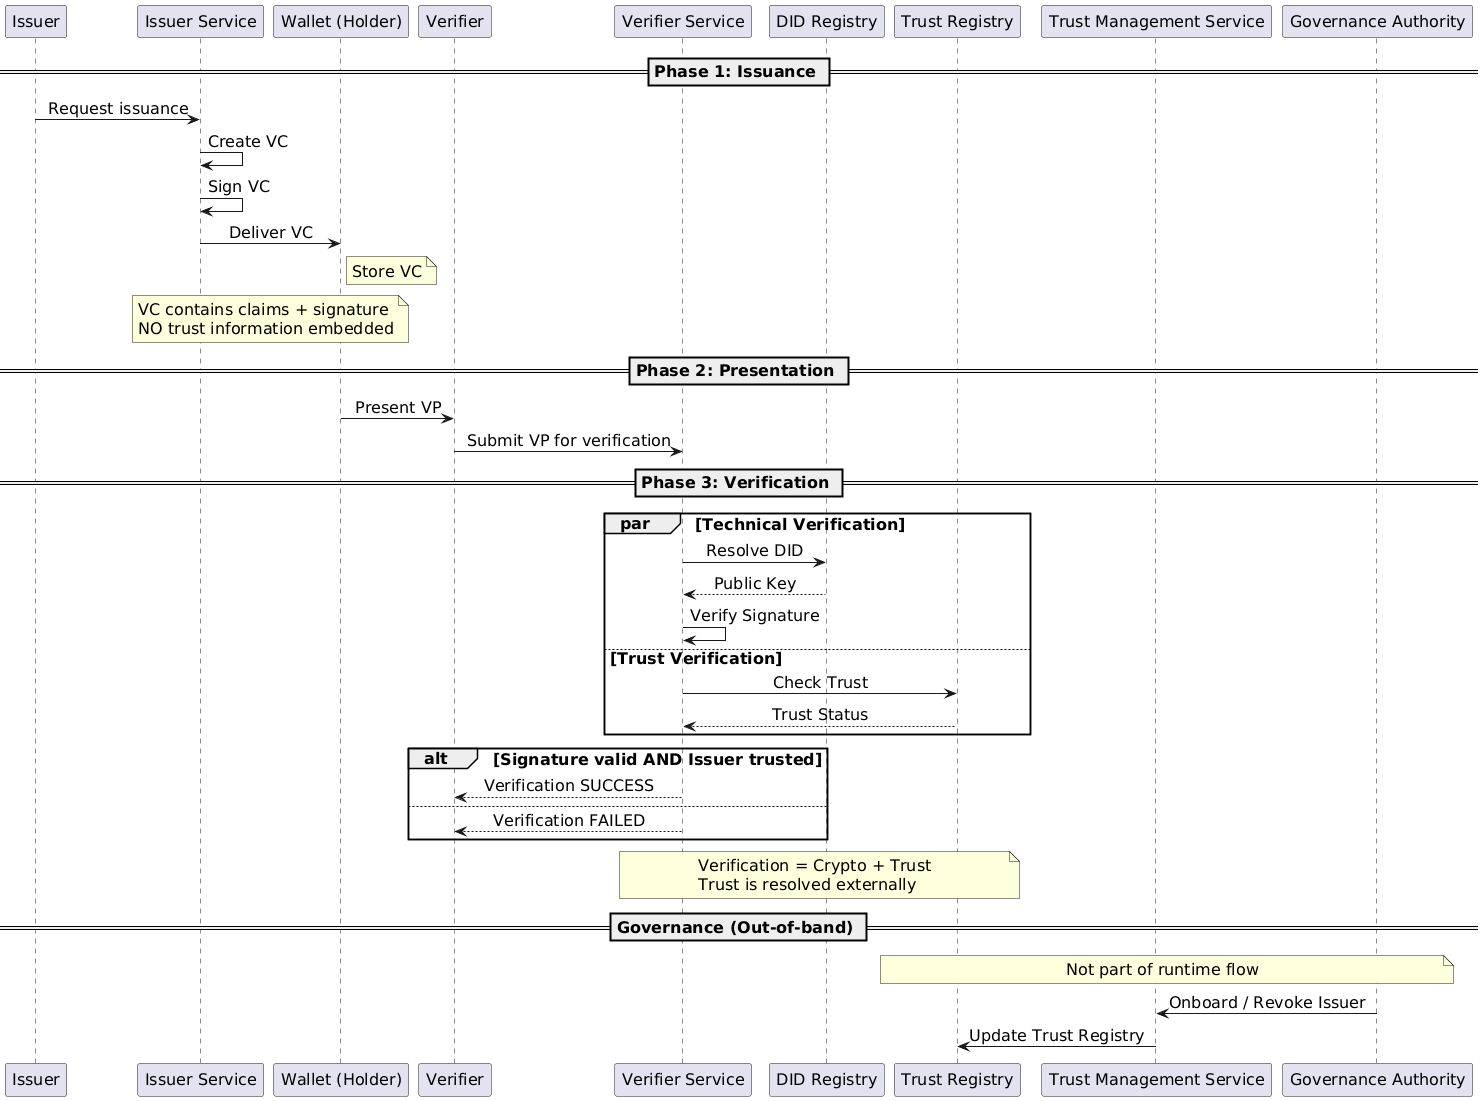 Issuer
Issuer Service
Wallet (Holder)
Verifier
Verifier Service
DID Registry
Trust Registry
Trust Management Service
Governance Authority
Phase 1: Issuance
Request issuance
Create VC
Sign VC
Deliver VC
Store VC
VC contains claims + signature
NO trust information embedded
Phase 2: Presentation
Present VP
Submit VP for verification
Phase 3: Verification
par
[Technical Verification]
Resolve DID
Public Key
Verify Signature
[Trust Verification]
Check Trust
Trust Status
alt
[Signature valid AND Issuer trusted]
Verification SUCCESS
Verification FAILED
Verification = Crypto + Trust
Trust is resolved externally
Governance (Out-of-band)
Not part of runtime flow
Onboard / Revoke Issuer
Update Trust Registry
Issuer
Issuer Service
Wallet (Holder)
Verifier
Verifier Service
DID Registry
Trust Registry
Trust Management Service
Governance Authority